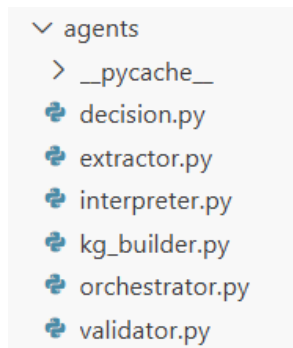 agents
__pycache__
decision.py
extractor.py
interpreter.py
kg_builder.py
orchestrator.py
validator.py